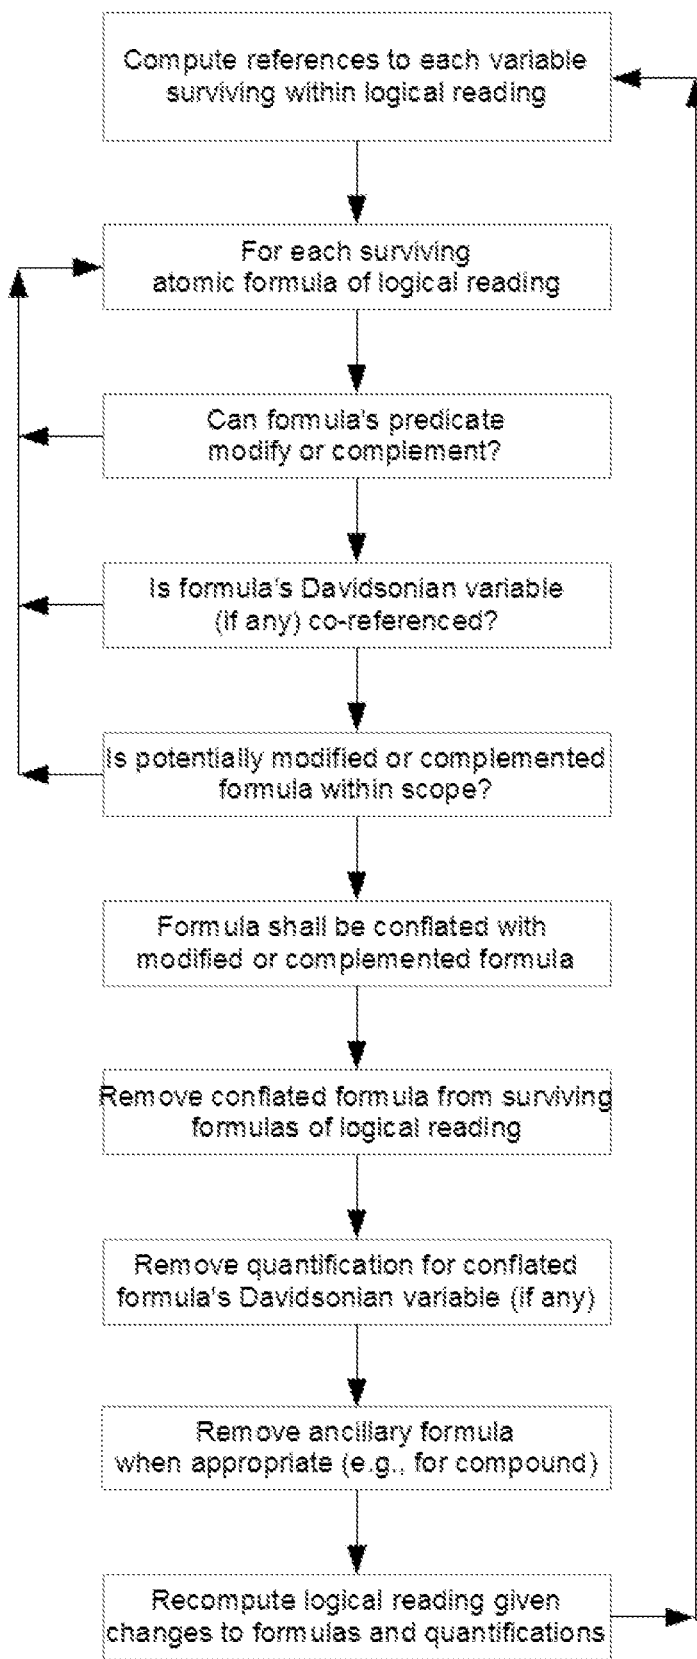 Compute references to each variable
surviving within logical reading
For each surviving
atomic formula of logical reading
Can formula's predicate
modify or complement?
Is formula's Davidsonian variable
(if any) co-referenced?
Is potentially modified or complemented
formula within scope?
Formula shall be conflated with
modified or complemented formula
Remove conflated formula from surviving
formulas of logical reading
Remove quantification for conflated
formula's Davidsonian variable (if any)
Remove ancillary formula
when appropriate (e.g., for compound)
Recompute logical reading given
changes to formulas and quantifications